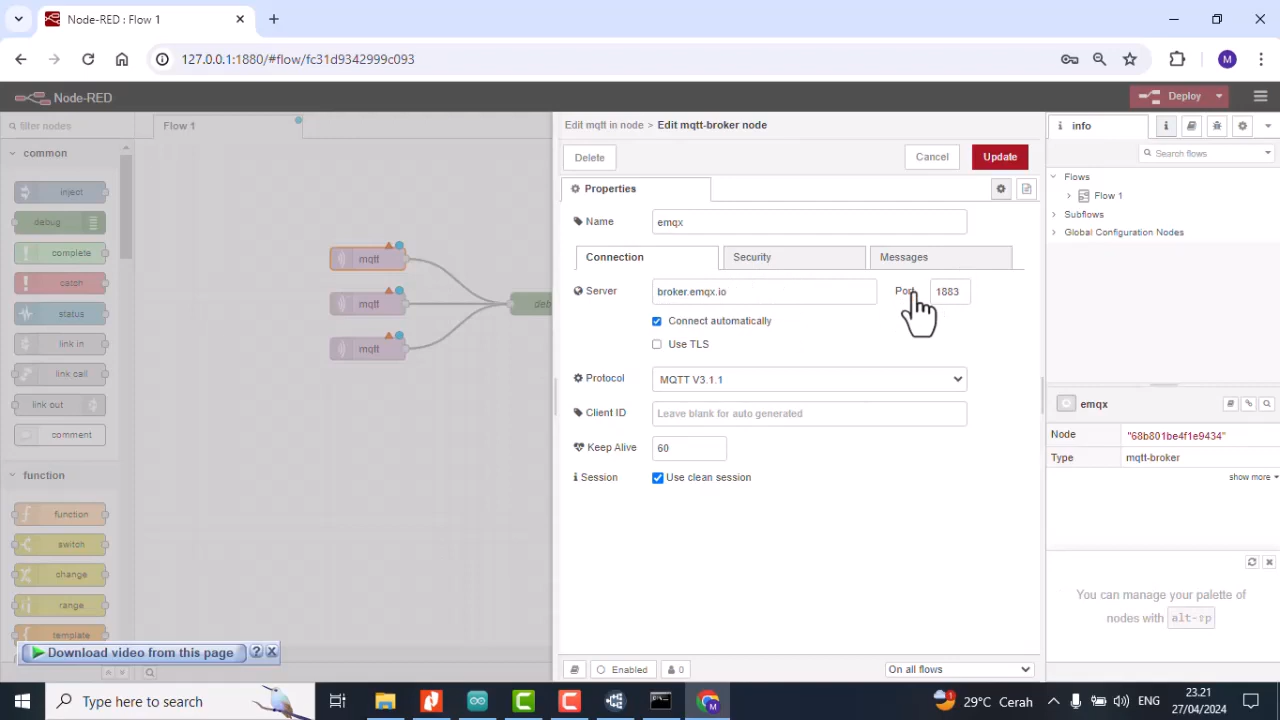 Node-RED : Flow 1
127.0.0.1:1880/#flow/fc31d9342999c093
M
Node-RED
Deploy
filter nodes
Flow 1
common
inject
debug
complete
catch
status
link in
link call
link out
comment
function
function
switch
change
range
template
mqtt
mqtt
mqtt
deb
Edit mqtt in node > Edit mqtt-broker node
Delete
Cancel
Update
Properties
Name
emqx
Connection
Security
Messages
Server
broker.emqx.io
Port
1883
Connect automatically
Use TLS
Protocol
MQTT V3.1.1
Client ID
Leave blank for auto generated
Keep Alive
60
Session
Use clean session
Enabled
0
On all flows
info
Search flows
Flows
Flow 1
Subflows
Global Configuration Nodes
emqx
Node
"68b801be4f1e9434"
Type
mqtt-broker
show more
You can manage your palette of
nodes with alt-⇧p
Download video from this page
?
Type here to search
29°C Cerah
ENG
23.21
27/04/2024